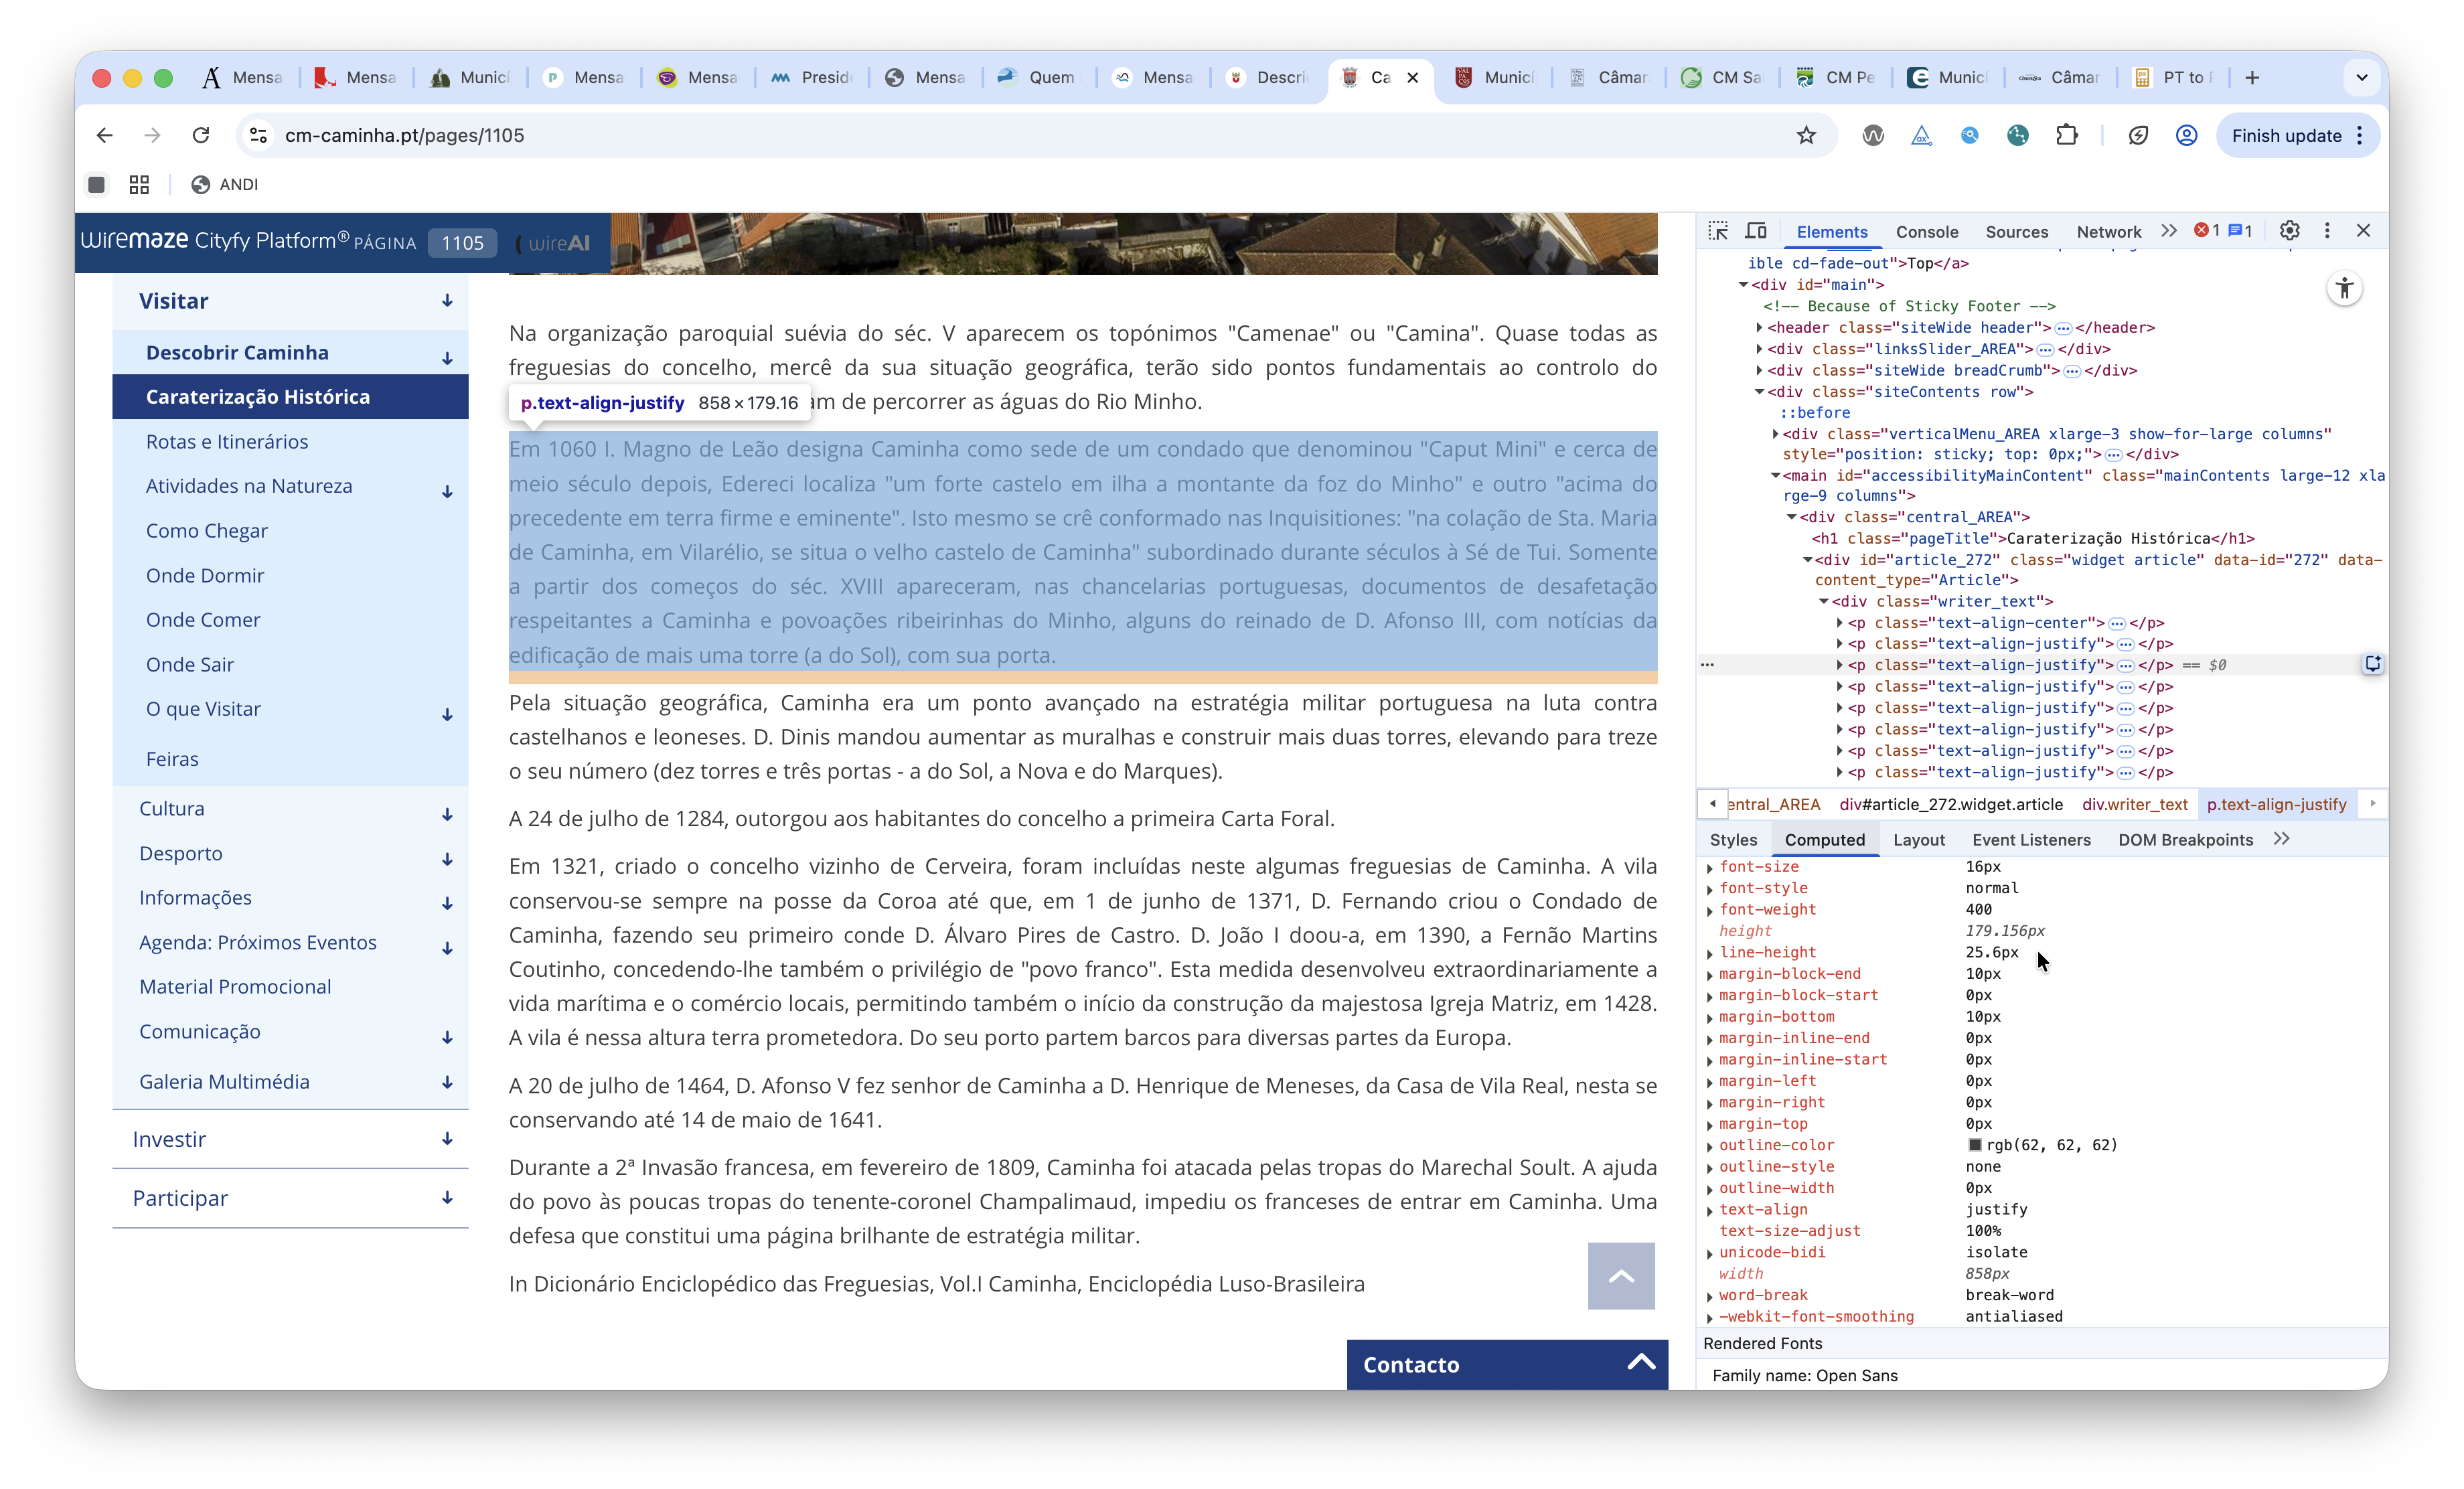 Mensa
Mensa
Municí
Mensa
Mensa
Presid
Mensa
Quem
Mensa
Descri
Ca
Municí
Câmar
CM Sa
CM Pe
Municí
Câmar
PT to
cm-caminha.pt/pages/1105
Finish update
ANDI
wiremaze Cityfy Platform® PÁGINA 1105 wireAI
Visitar
Descobrir Caminha
Caraterização Histórica
Rotas e Itinerários
Atividades na Natureza
Como Chegar
Onde Dormir
Onde Comer
Onde Sair
O que Visitar
Feiras
Cultura
Desporto
Informações
Agenda: Próximos Eventos
Material Promocional
Comunicação
Galeria Multimédia
Investir
Participar
Na organização paroquial suévia do séc. V aparecem os topónimos "Camenae" ou "Camina". Quase todas as
freguesias do concelho, mercê da sua situação geográfica, terão sido pontos fundamentais ao controlo do
am de percorrer as águas do Rio Minho.
p.text-align-justify 858 × 179.16
Em 1060 I. Magno de Leão designa Caminha como sede de um condado que denominou "Caput Mini" e cerca de
meio século depois, Edereci localiza "um forte castelo em ilha a montante da foz do Minho" e outro "acima do
precedente em terra firme e eminente". Isto mesmo se crê conformado nas Inquisitiones: "na colação de Sta. Maria
de Caminha, em Vilarélio, se situa o velho castelo de Caminha" subordinado durante séculos à Sé de Tui. Somente
a partir dos começos do séc. XVIII apareceram, nas chancelarias portuguesas, documentos de desafetação
respeitantes a Caminha e povoações ribeirinhas do Minho, alguns do reinado de D. Afonso III, com notícias da
edificação de mais uma torre (a do Sol), com sua porta.
Pela situação geográfica, Caminha era um ponto avançado na estratégia militar portuguesa na luta contra
castelhanos e leoneses. D. Dinis mandou aumentar as muralhas e construir mais duas torres, elevando para treze
o seu número (dez torres e três portas - a do Sol, a Nova e do Marques).
A 24 de julho de 1284, outorgou aos habitantes do concelho a primeira Carta Foral.
Em 1321, criado o concelho vizinho de Cerveira, foram incluídas neste algumas freguesias de Caminha. A vila
conservou-se sempre na posse da Coroa até que, em 1 de junho de 1371, D. Fernando criou o Condado de
Caminha, fazendo seu primeiro conde D. Álvaro Pires de Castro. D. João I doou-a, em 1390, a Fernão Martins
Coutinho, concedendo-lhe também o privilégio de "povo franco". Esta medida desenvolveu extraordinariamente a
vida marítima e o comércio locais, permitindo também o início da construção da majestosa Igreja Matriz, em 1428.
A vila é nessa altura terra prometedora. Do seu porto partem barcos para diversas partes da Europa.
A 20 de julho de 1464, D. Afonso V fez senhor de Caminha a D. Henrique de Meneses, da Casa de Vila Real, nesta se
conservando até 14 de maio de 1641.
Durante a 2ª Invasão francesa, em fevereiro de 1809, Caminha foi atacada pelas tropas do Marechal Soult. A ajuda
do povo às poucas tropas do tenente-coronel Champalimaud, impediu os franceses de entrar em Caminha. Uma
defesa que constitui uma página brilhante de estratégia militar.
In Dicionário Enciclopédico das Freguesias, Vol.I Caminha, Enciclopédia Luso-Brasileira
Contacto
Elements Console Sources Network 1 1
ible cd-fade-out">Top</a>
<div id="main">
<!-- Because of Sticky Footer -->
<header class="siteWide header">…</header>
<div class="linksSlider_AREA">…</div>
<div class="siteWide breadCrumb">…</div>
<div class="siteContents row">
::before
<div class="verticalMenu_AREA xlarge-3 show-for-large columns"
style="position: sticky; top: 0px;">…</div>
<main id="accessibilityMainContent" class="mainContents large-12 xla
rge-9 columns">
<div class="central_AREA">
<h1 class="pageTitle">Caraterização Histórica</h1>
<div id="article_272" class="widget article" data-id="272" data-
content_type="Article">
<div class="writer_text">
<p class="text-align-center">…</p>
<p class="text-align-justify">…</p>
<p class="text-align-justify">…</p> == $0
<p class="text-align-justify">…</p>
<p class="text-align-justify">…</p>
<p class="text-align-justify">…</p>
<p class="text-align-justify">…</p>
<p class="text-align-justify">…</p>
entral_AREA div#article_272.widget.article div.writer_text p.text-align-justify
Styles Computed Layout Event Listeners DOM Breakpoints
font-size 16px
font-style normal
font-weight 400
height 179.156px
line-height 25.6px
margin-block-end 10px
margin-block-start 0px
margin-bottom 10px
margin-inline-end 0px
margin-inline-start 0px
margin-left 0px
margin-right 0px
margin-top 0px
outline-color rgb(62, 62, 62)
outline-style none
outline-width 0px
text-align justify
text-size-adjust 100%
unicode-bidi isolate
width 858px
word-break break-word
-webkit-font-smoothing antialiased
Rendered Fonts
Family name: Open Sans